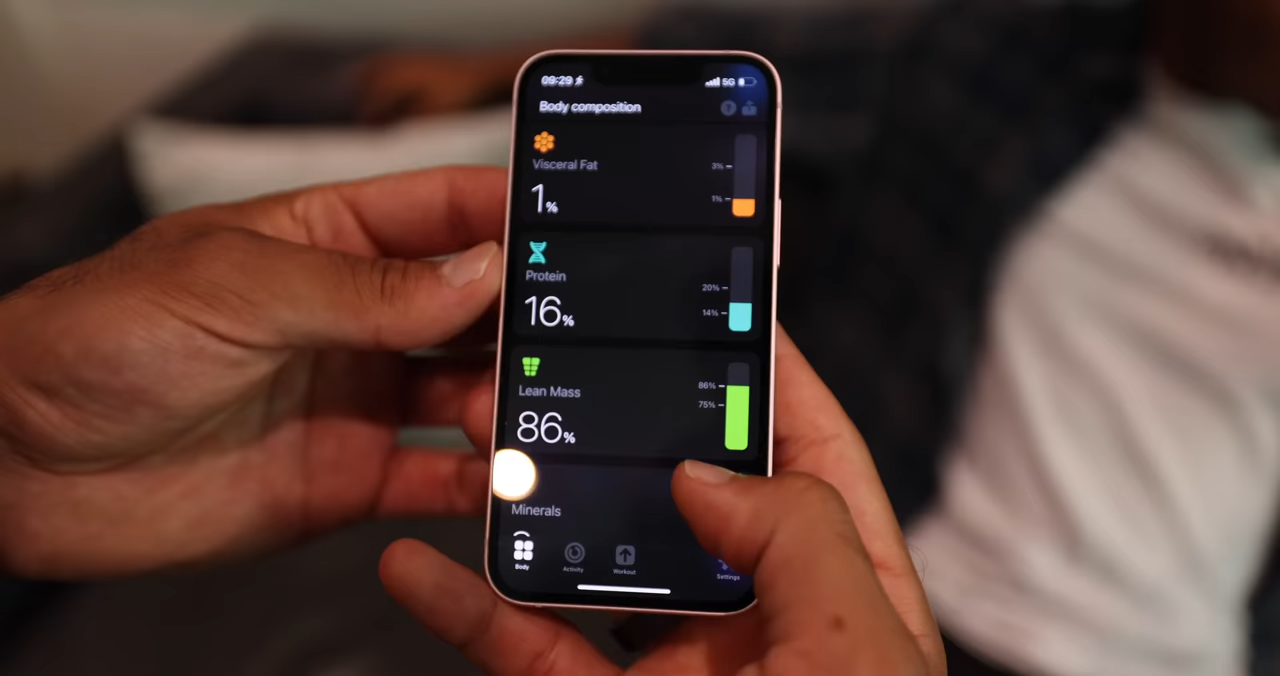 09:29
5G
Body composition
Visceral Fat
3%
1%
1%
Protein
20%
16%
14%
Lean Mass
86%
75%
86%
Minerals
Body
Activity
Workout
Settings